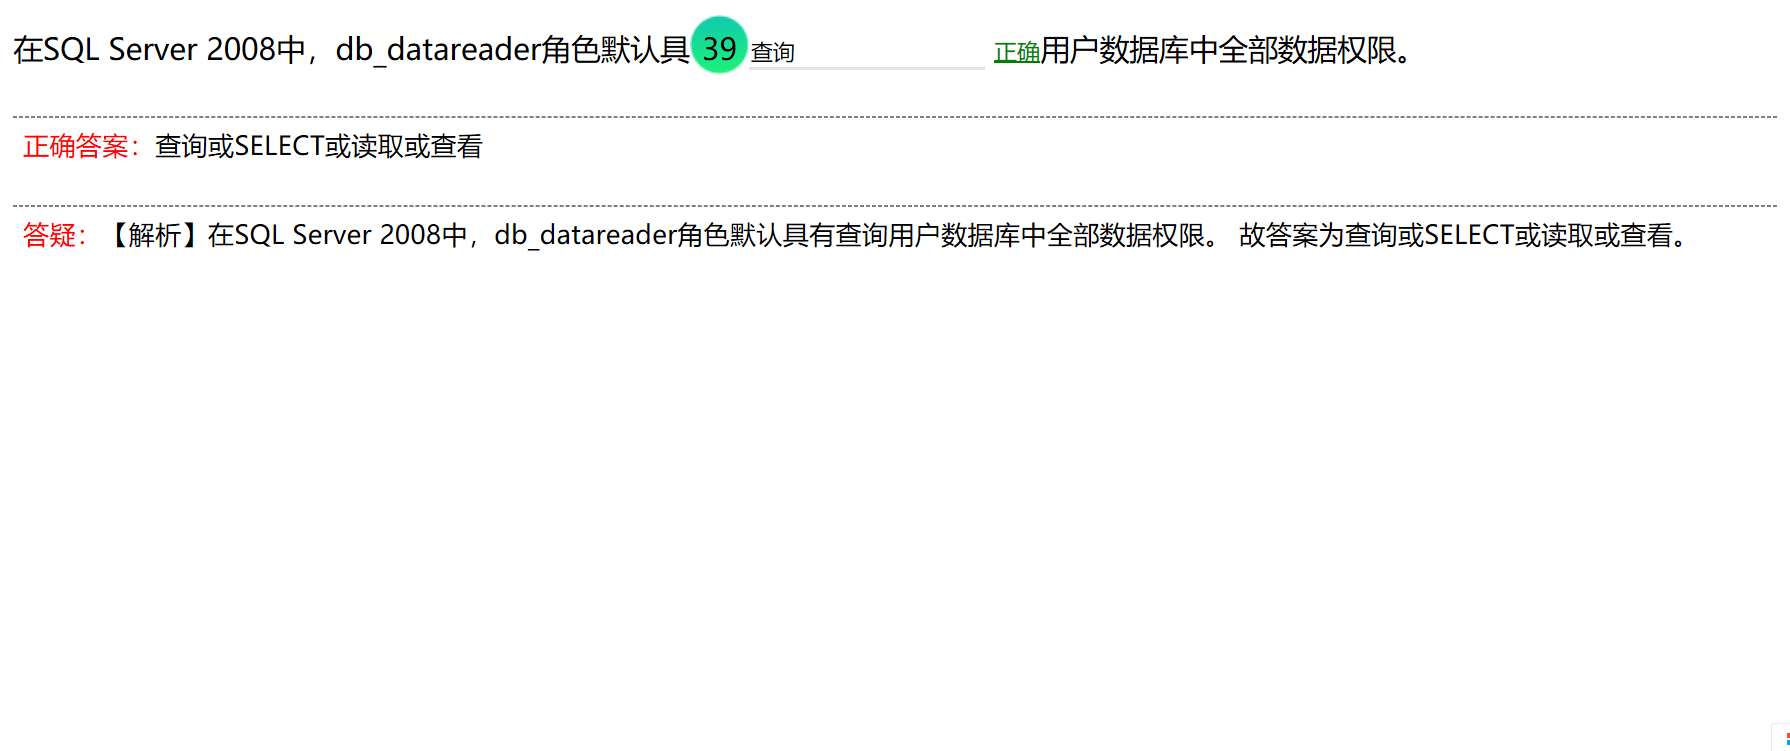 在SQL Server 2008中，db_datareader角色默认具 39 查询 正确用户数据库中全部数据权限。
正确答案：查询或SELECT或读取或查看
答疑：【解析】在SQL Server 2008中，db_datareader角色默认具有查询用户数据库中全部数据权限。 故答案为查询或SELECT或读取或查看。